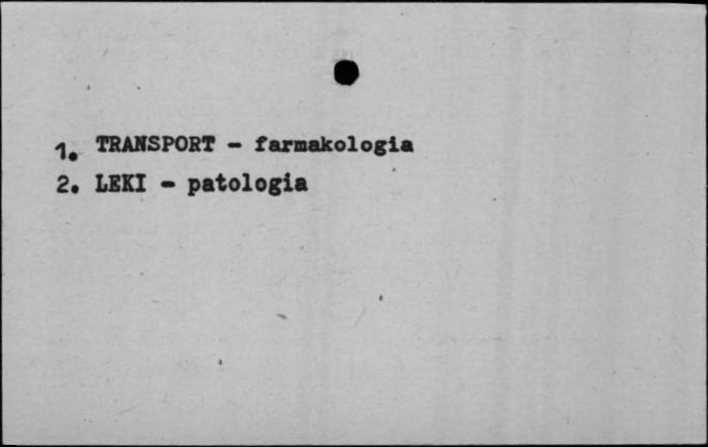 1. TRANSPORT - farmakologia
2. LEKI - patologia